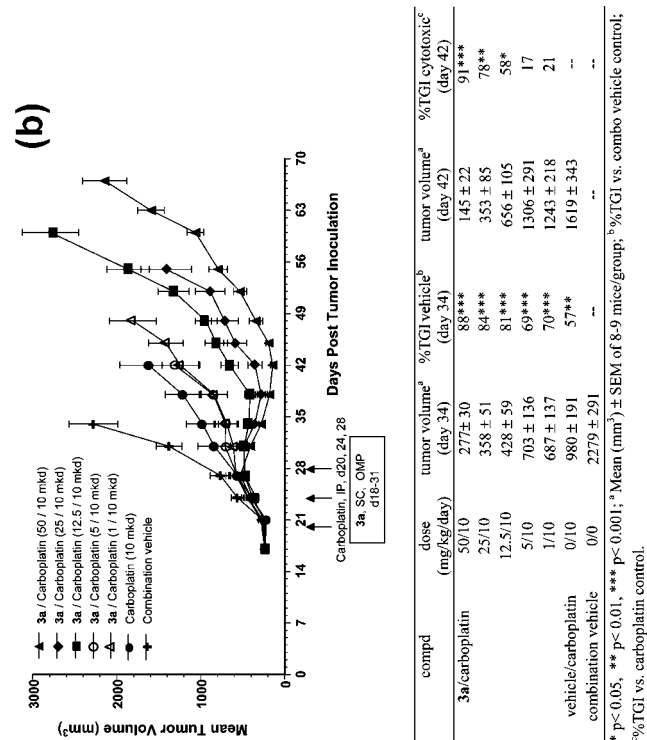 (b)
3a / Carboplatin (50 / 10 mkd)
3a / Carboplatin (25 / 10 mkd)
3a / Carboplatin (12.5 / 10 mkd)
3a / Carboplatin (5 / 10 mkd)
3a / Carboplatin (1 / 10 mkd)
Carboplatin (10 mkd)
Combination vehicle
Mean Tumor Volume (mm³)
3000
2000
1000
0
0 7 14 21 28 35 42 49 56 63 70
Days Post Tumor Inoculation
Carboplatin, IP, d20, 24, 28
3a, SC, OMP
d18-31
compd dose tumor volumeᵃ %TGI vehicleᵇ tumor volumeᵃ %TGI cytotoxicᶜ
(mg/kg/day) (day 34) (day 34) (day 42) (day 42)
3a/carboplatin 50/10 277± 30 88*** 145 ± 22 91***
25/10 358 ± 51 84*** 353 ± 85 78**
12.5/10 428 ± 59 81*** 656 ± 105 58*
5/10 703 ± 136 69*** 1306 ± 291 17
1/10 687 ± 137 70*** 1243 ± 218 21
vehicle/carboplatin 0/10 980 ± 191 57** 1619 ± 343 --
combination vehicle 0/0 2279 ± 291 -- --
* p< 0.05, ** p< 0.01, *** p< 0.001; ᵃ Mean (mm³) ± SEM of 8-9 mice/group; ᵇ %TGI vs. combo vehicle control;
ᶜ%TGI vs. carboplatin control.